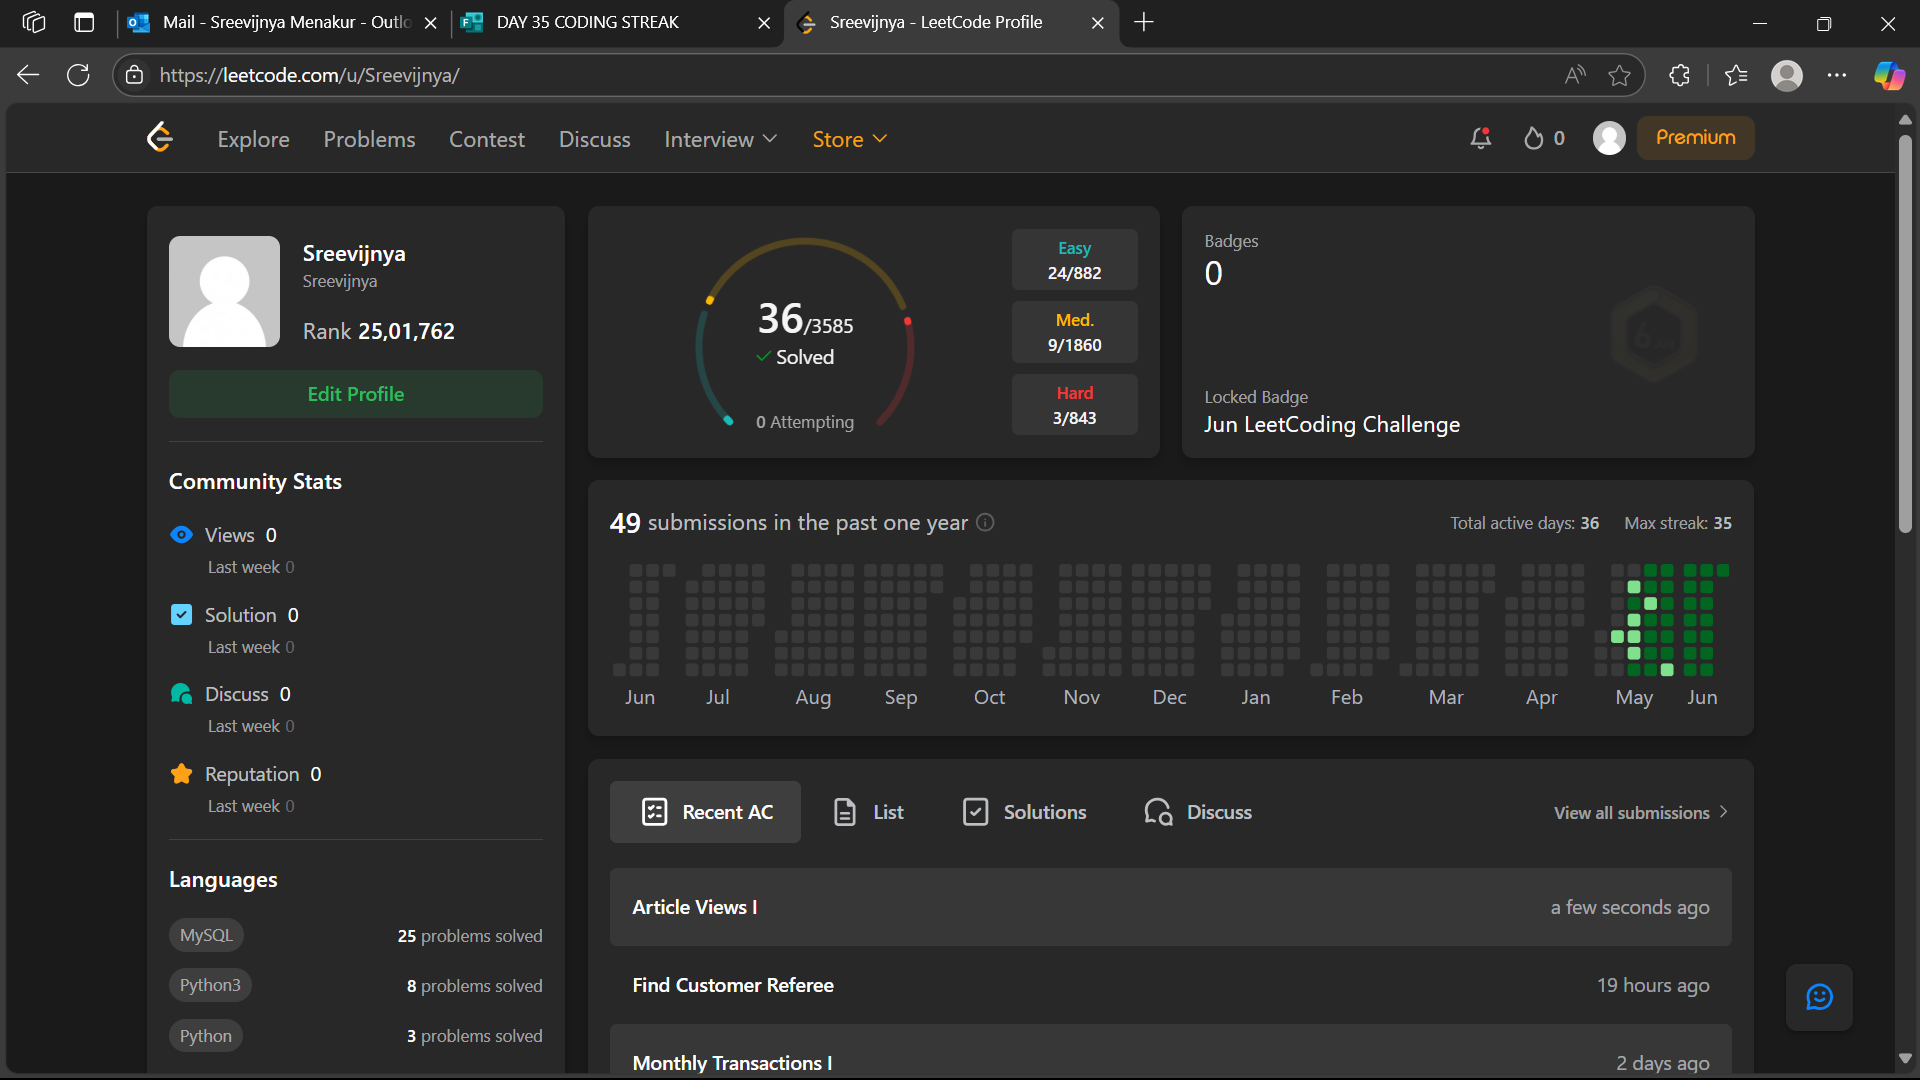 Mail - Sreevijnya Menakur - Outlo
DAY 35 CODING STREAK
Sreevijnya - LeetCode Profile
https://leetcode.com/u/Sreevijnya/
Explore
Problems
Contest
Discuss
Interview
Store
0
Premium
Sreevijnya
Sreevijnya
Rank 25,01,762
Edit Profile
Community Stats
Views 0
Last week 0
Solution 0
Last week 0
Discuss 0
Last week 0
Reputation 0
Last week 0
Languages
MySQL
25 problems solved
Python3
8 problems solved
Python
3 problems solved
36/3585
Solved
0 Attempting
Easy
24/882
Med.
9/1860
Hard
3/843
Badges
0
Locked Badge
Jun LeetCoding Challenge
49 submissions in the past one year
Total active days: 36
Max streak: 35
Jun
Jul
Aug
Sep
Oct
Nov
Dec
Jan
Feb
Mar
Apr
May
Jun
Recent AC
List
Solutions
Discuss
View all submissions
Article Views I
a few seconds ago
Find Customer Referee
19 hours ago
Monthly Transactions I
2 days ago